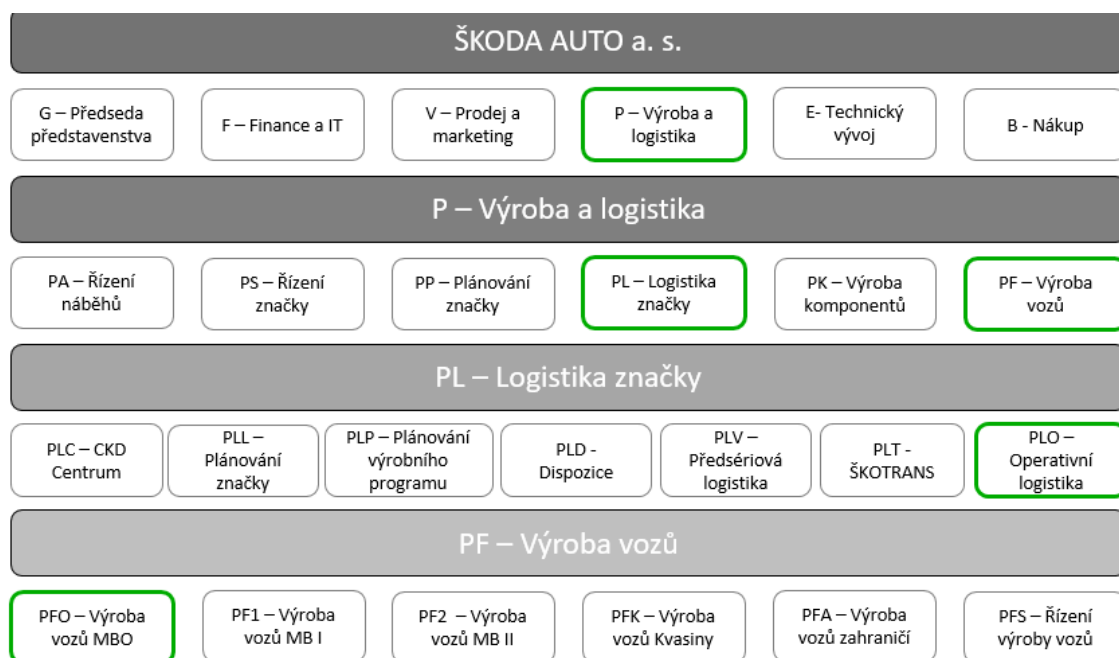 ŠKODA AUTO a. s.
G – Předseda
představenstva
F – Finance a IT
V – Prodej a
marketing
P – Výroba a
logistika
E- Technický
vývoj
B - Nákup
P – Výroba a logistika
PA – Řízení
náběhů
PS – Řízení
značky
PP – Plánování
značky
PL – Logistika
značky
PK – Výroba
komponentů
PF – Výroba
vozů
PL – Logistika značky
PLC – CKD
Centrum
PLL –
Plánování
značky
PLP – Plánování
výrobního
programu
PLD -
Dispozice
PLV –
Předsériová
logistika
PLT -
ŠKOTRANS
PLO –
Operativní
logistika
PF – Výroba vozů
PFO – Výroba
vozů MBO
PF1 – Výroba
vozů MB I
PF2 – Výroba
vozů MB II
PFK – Výroba
vozů Kvasiny
PFA – Výroba
vozů zahraničí
PFS – Řízení
výroby vozů